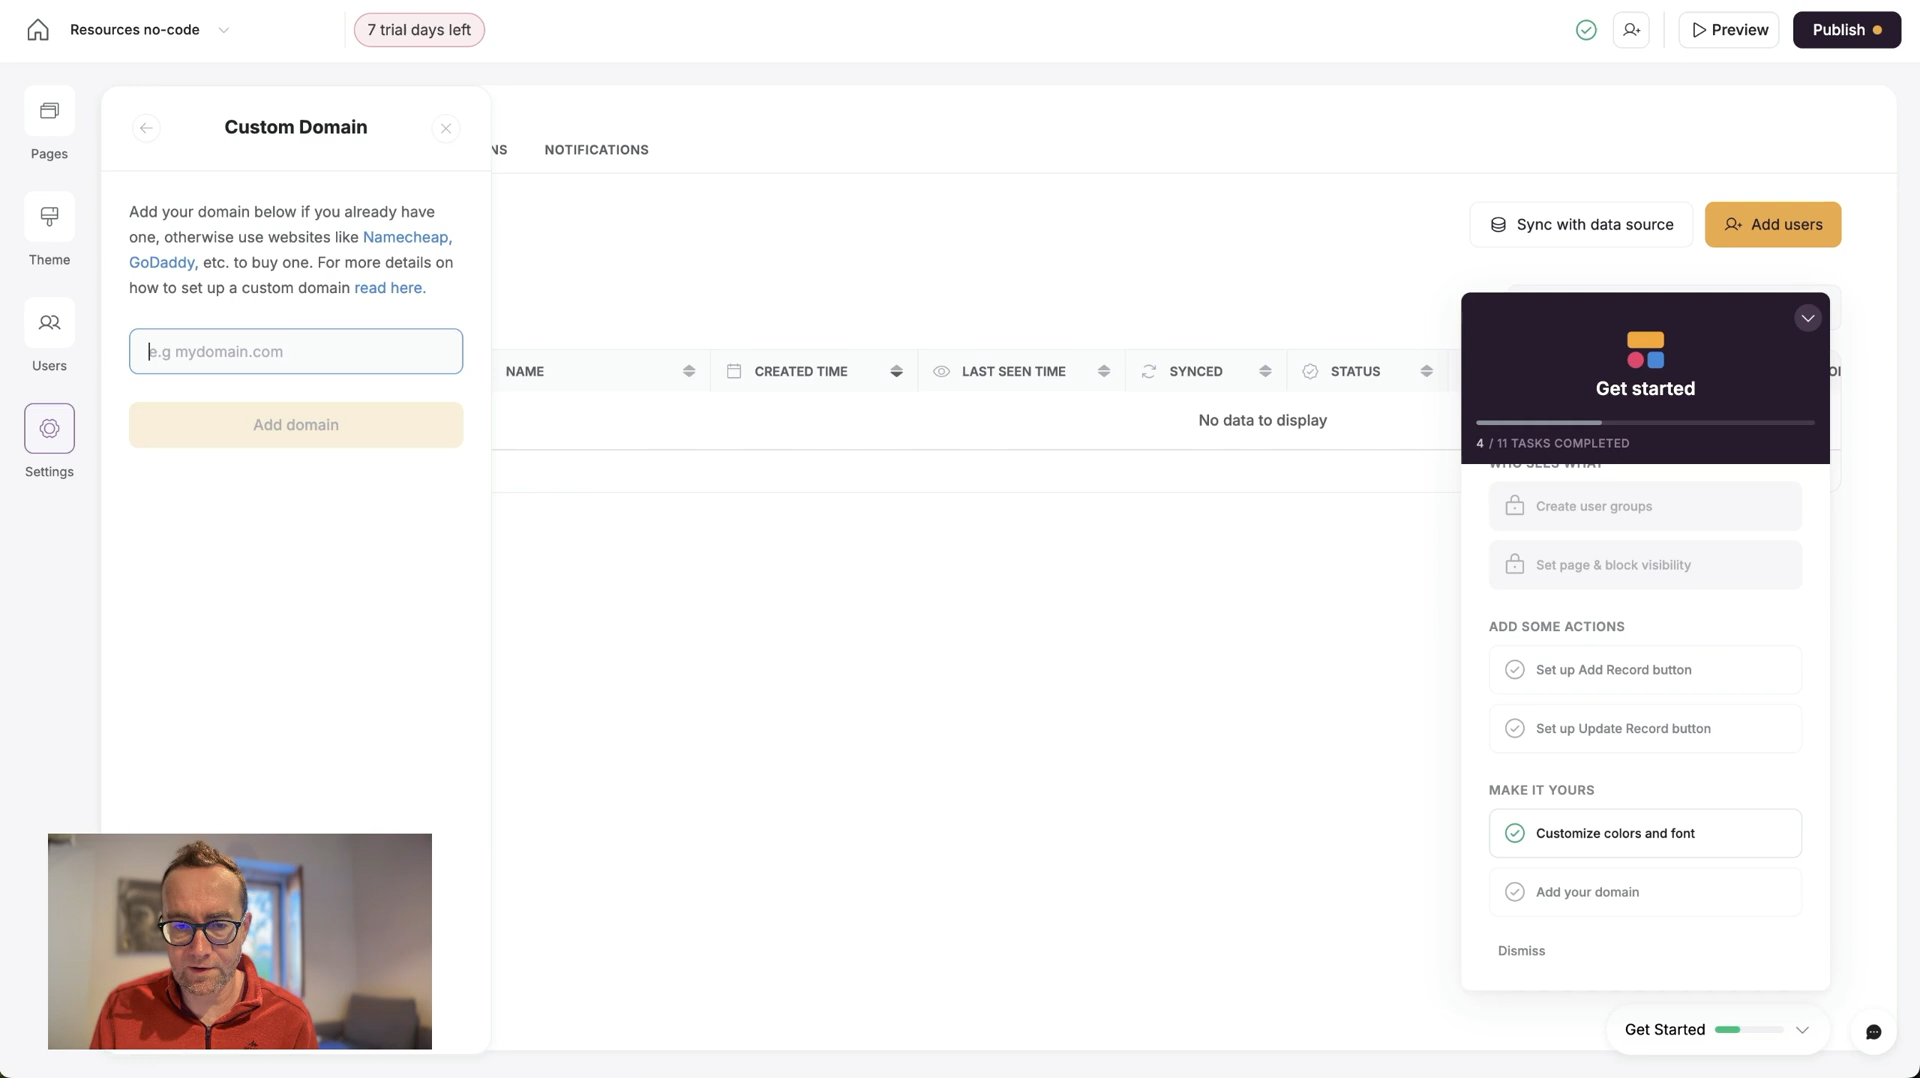 Resources no-code
7 trial days left
Preview
Publish
Pages
Theme
Users
Settings
Custom Domain
Add your domain below if you already have
one, otherwise use websites like Namecheap,
GoDaddy, etc. to buy one. For more details on
how to set up a custom domain read here.
e.g mydomain.com
Add domain
NS
NOTIFICATIONS
Sync with data source
Add users
NAME
CREATED TIME
LAST SEEN TIME
SYNCED
STATUS
No data to display
Get started
4 / 11 TASKS COMPLETED
WHO SEES WHAT
Create user groups
Set page & block visibility
ADD SOME ACTIONS
Set up Add Record button
Set up Update Record button
MAKE IT YOURS
Customize colors and font
Add your domain
Dismiss
Get Started